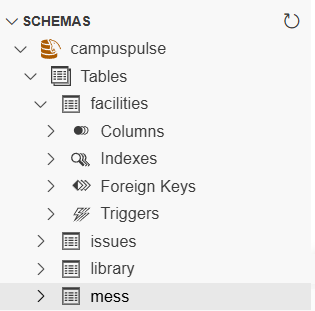 SCHEMAS
campuspulse
Tables
facilities
Columns
Indexes
Foreign Keys
Triggers
issues
library
mess